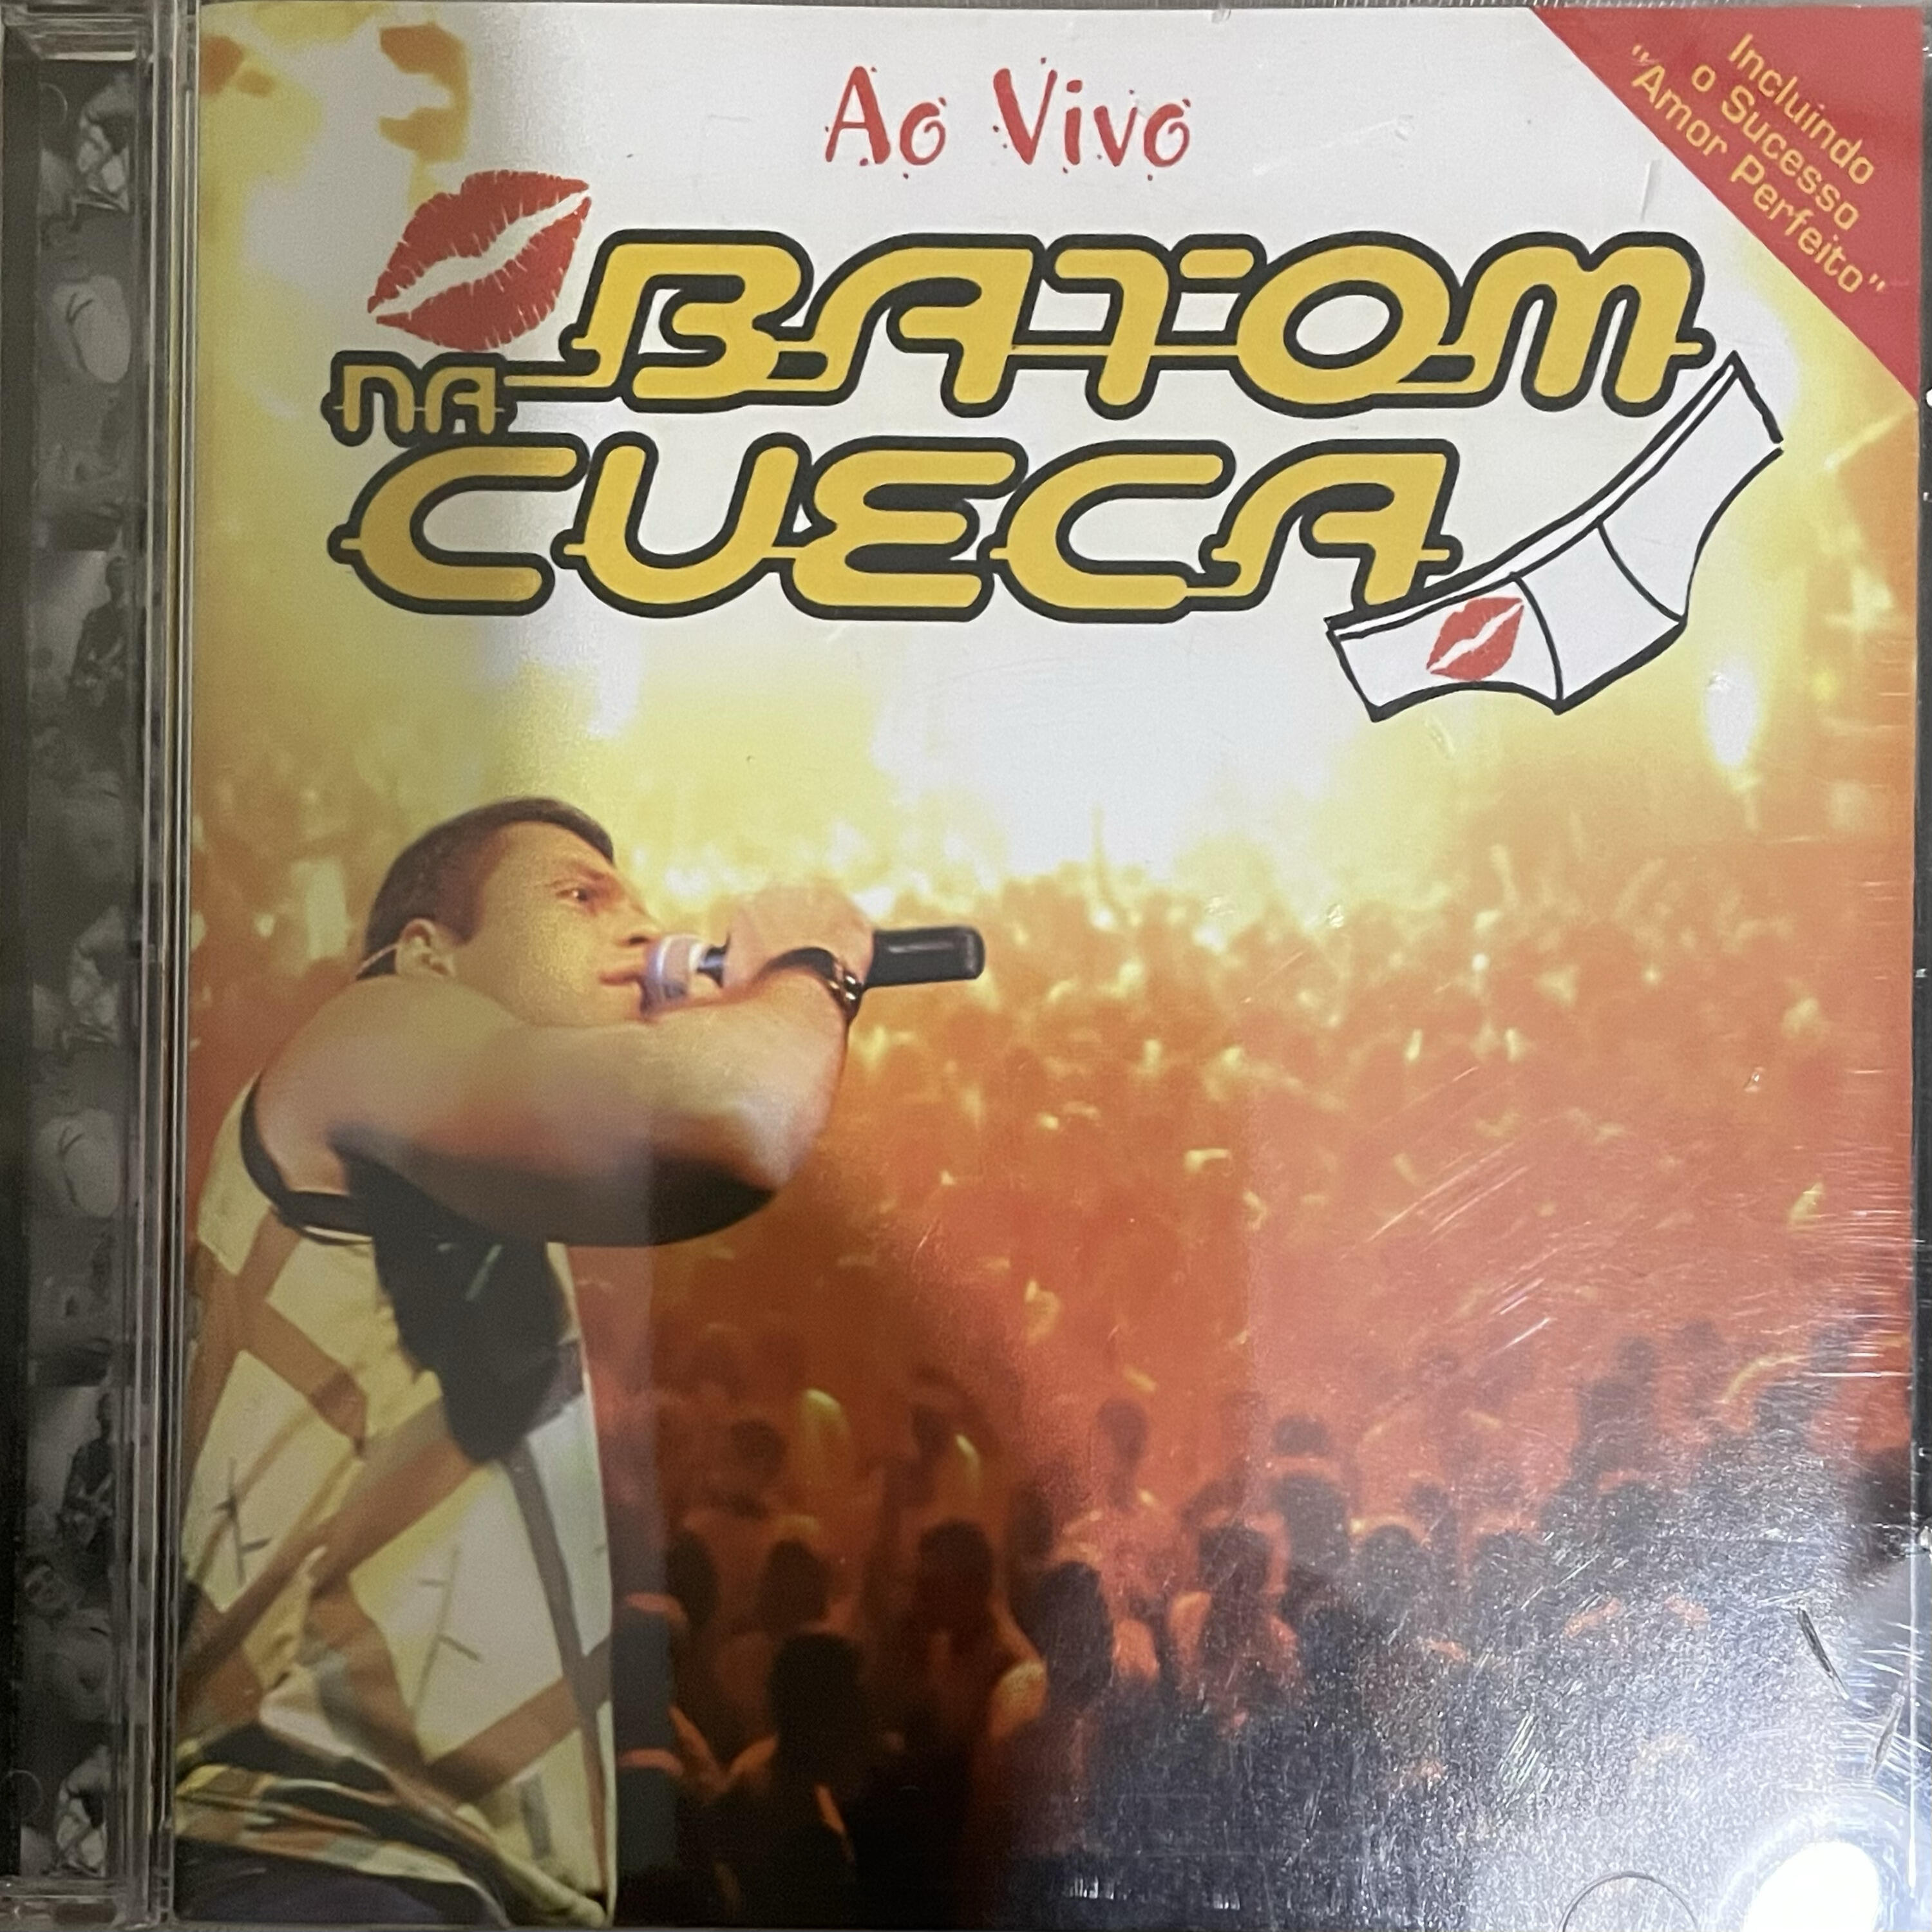 Ao Vivo
Incluindo
o Sucesso
"Amor Perfeito"
BATOM
NA
CUECA